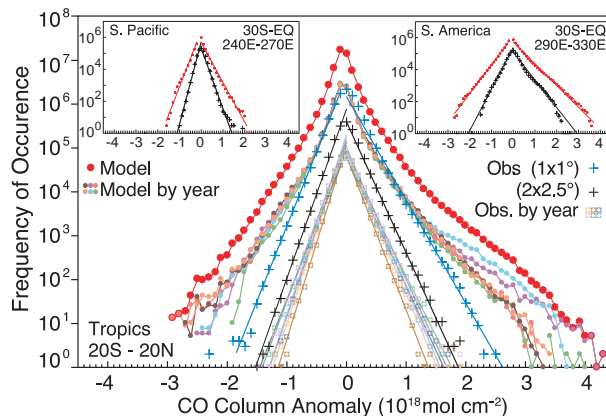 10^8
10^7
10^6
10^5
10^4
10^3
10^2
10^1
10^0
Frequency of Occurence
S. Pacific
30S-EQ
240E-270E
10^6
10^4
10^2
10^0
-4 -3 -2 -1 0 1 2 3 4
S. America
30S-EQ
290E-330E
10^6
10^4
10^2
10^0
-4 -3 -2 -1 0 1 2 3 4
Model
Model by year
Obs (1x1°)
(2x2.5°)
Obs. by year
Tropics
20S - 20N
-4 -3 -2 -1 0 1 2 3 4
CO Column Anomaly (10^18mol cm^-2)